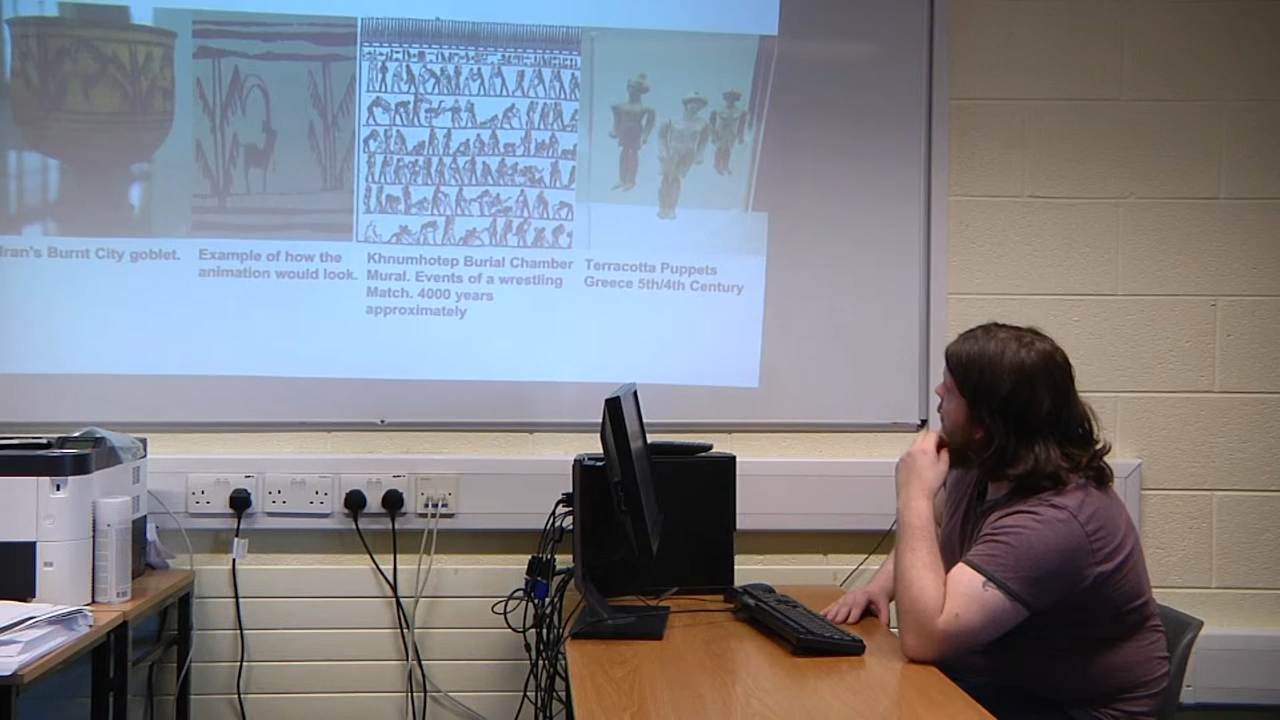 Iran's Burnt City goblet.
Example of how the
animation would look.
Khnumhotep Burial Chamber
Mural. Events of a wrestling
Match. 4000 years
approximately
Terracotta Puppets
Greece 5th/4th Century